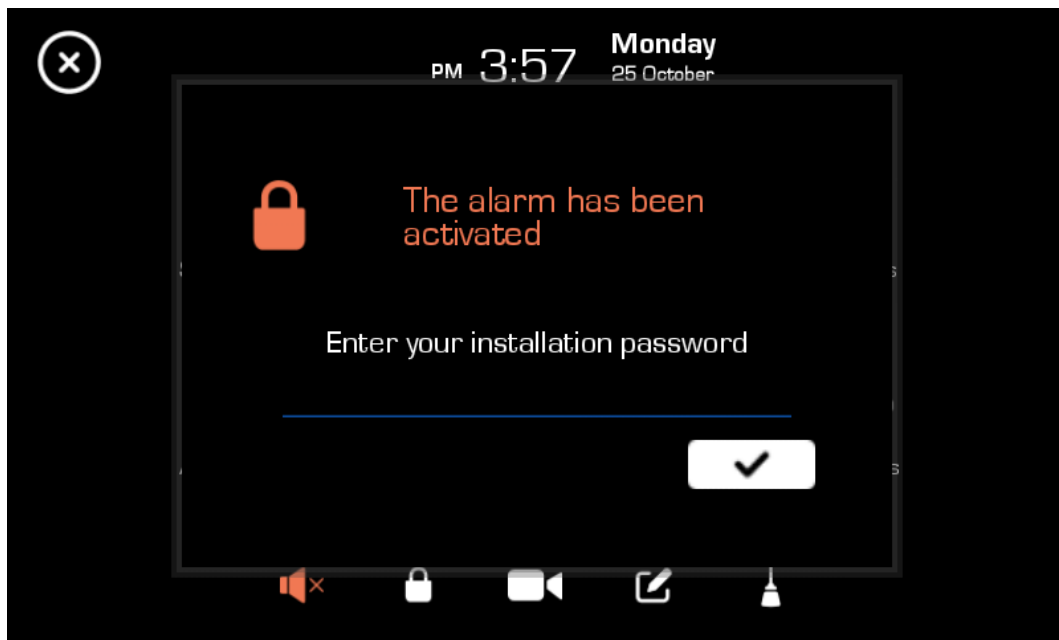 PM 3:57 Monday
25 October
The alarm has been
activated
Enter your installation password